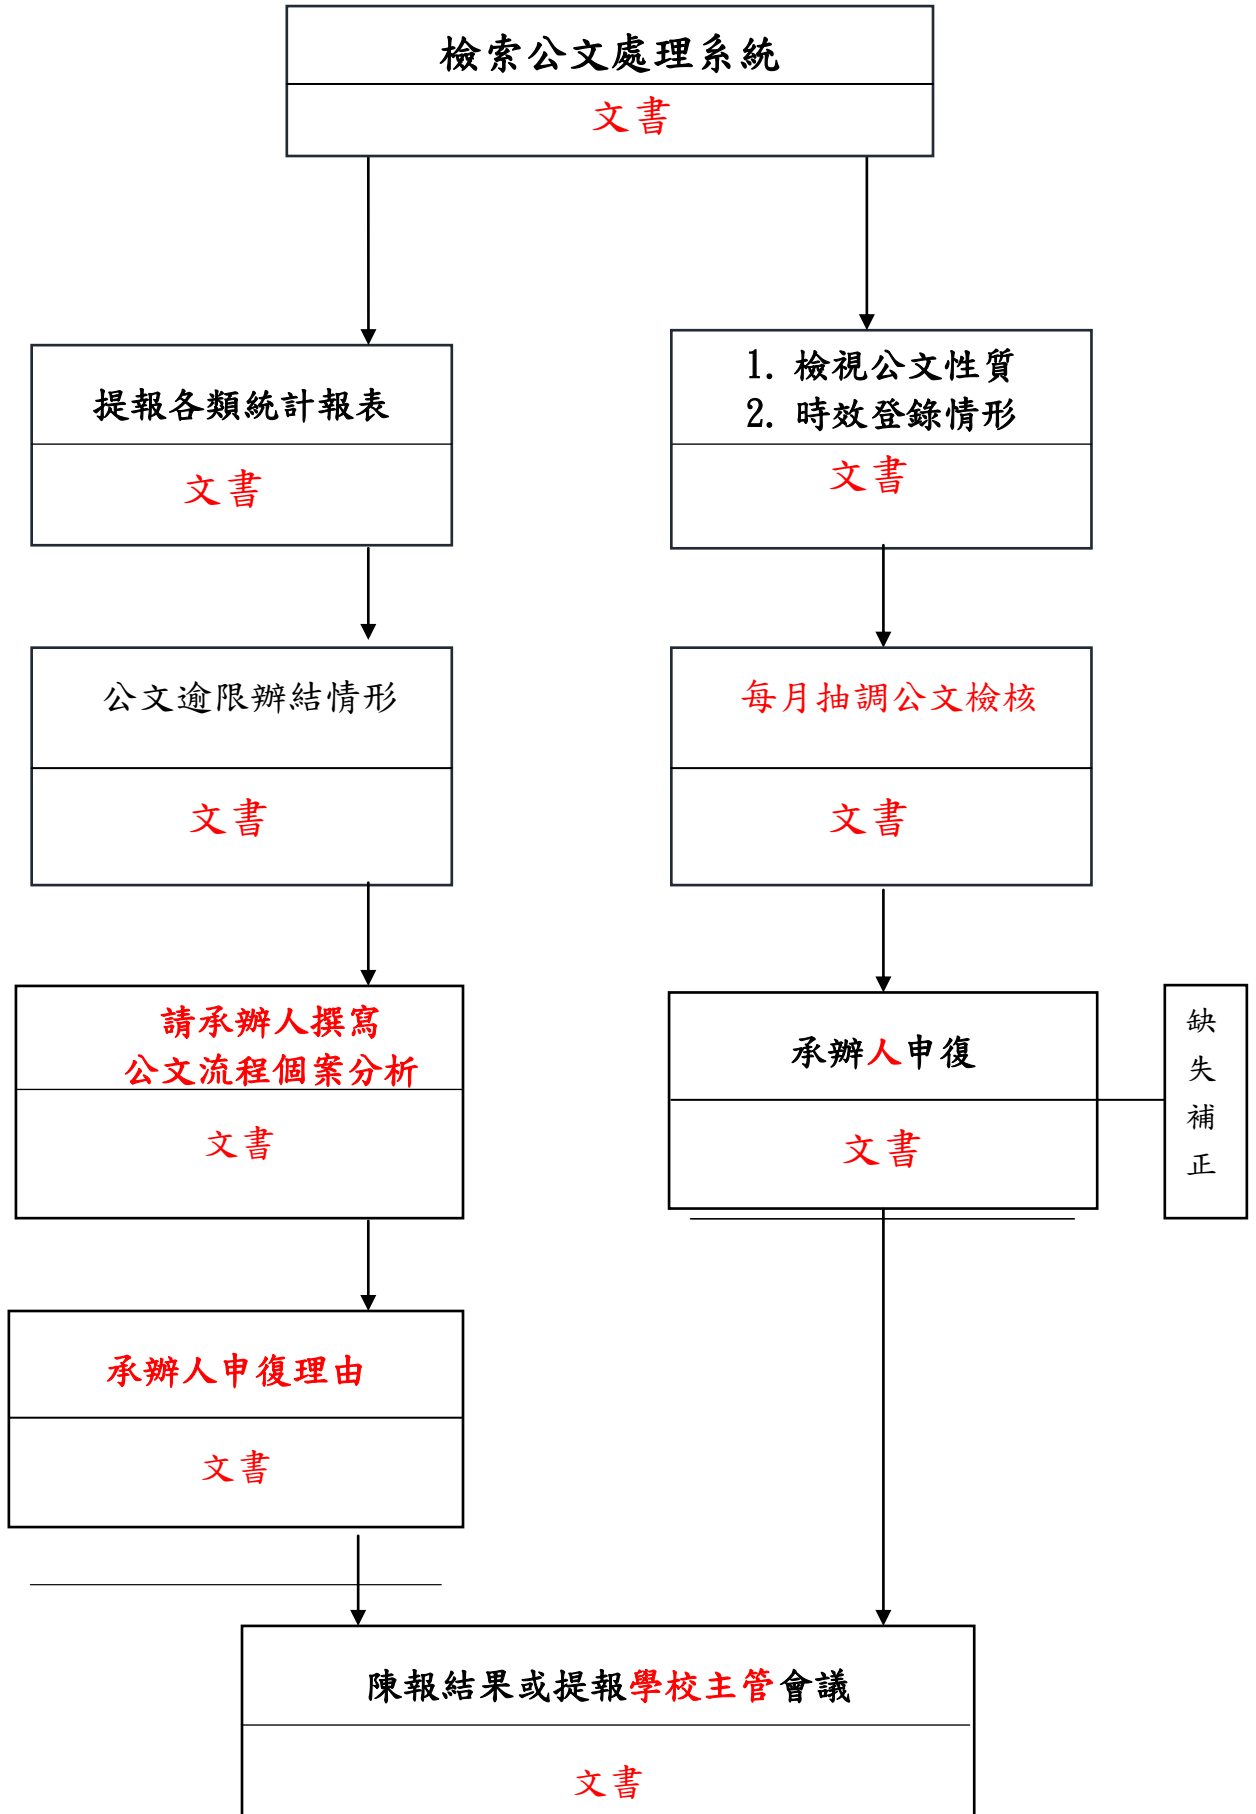 檢索公文處理系統
文書
提報各類統計報表
文書
1. 檢視公文性質
2. 時效登錄情形
文書
公文逾限辦結情形
文書
每月抽調公文檢核
文書
請承辦人撰寫
公文流程個案分析
文書
承辦人申復
文書
缺失補正
承辦人申復理由
文書
陳報結果或提報學校主管會議
文書